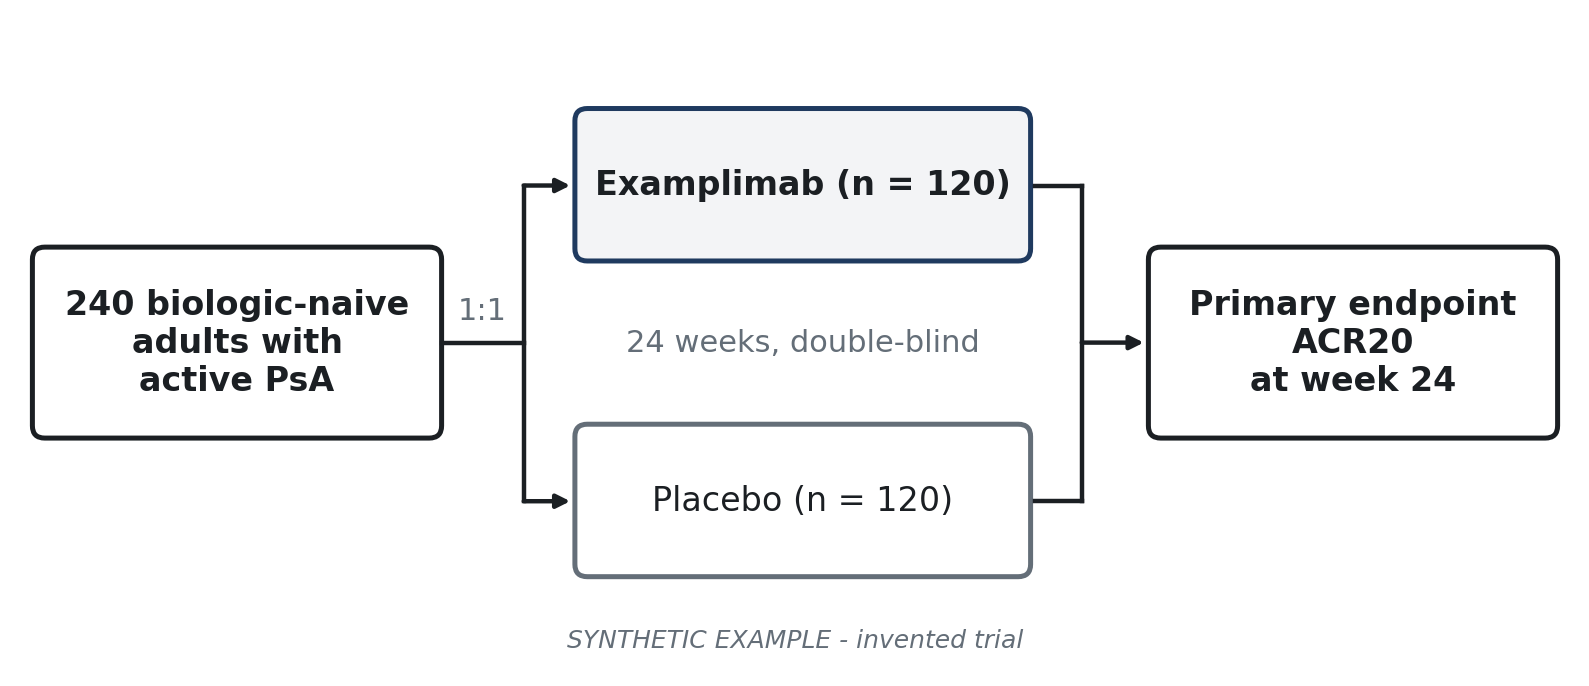 240 biologic-naive
adults with
active PsA
1:1
Examplimab (n = 120)
24 weeks, double-blind
Placebo (n = 120)
Primary endpoint
ACR20
at week 24
SYNTHETIC EXAMPLE - invented trial